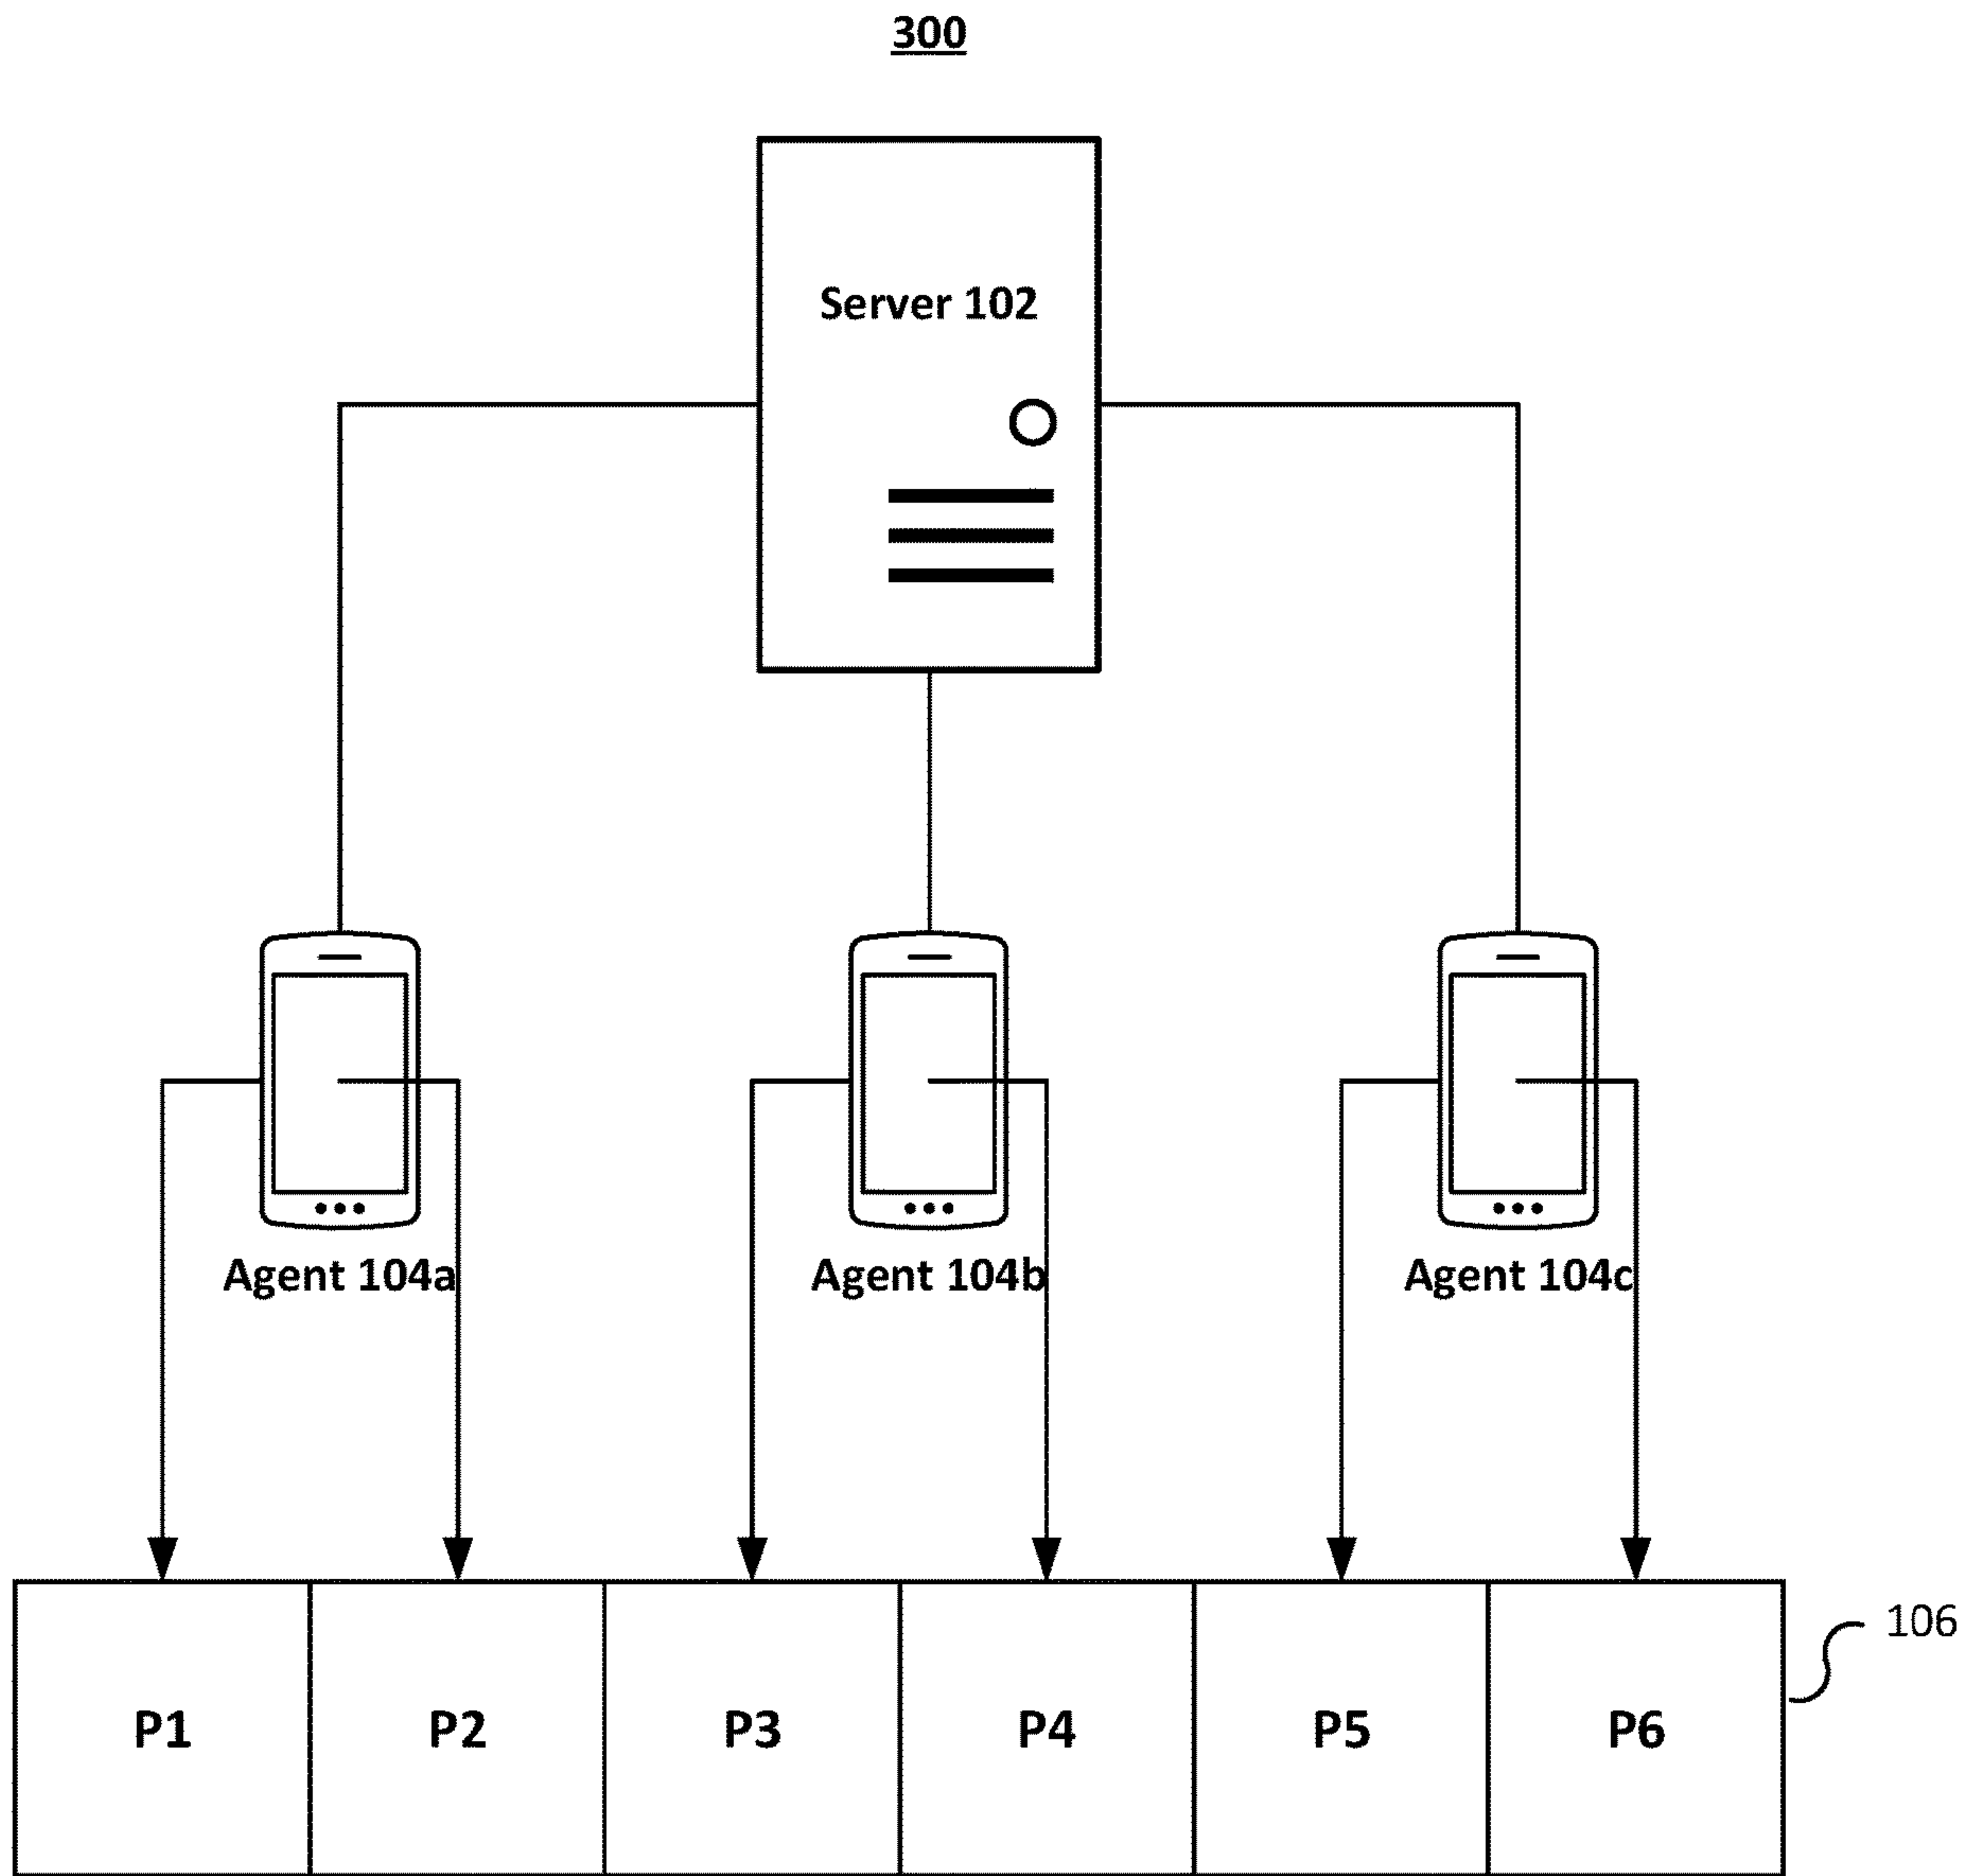 300
Server 102
Agent 104a
Agent 104b
Agent 104c
106
P1
P2
P3
P4
P5
P6